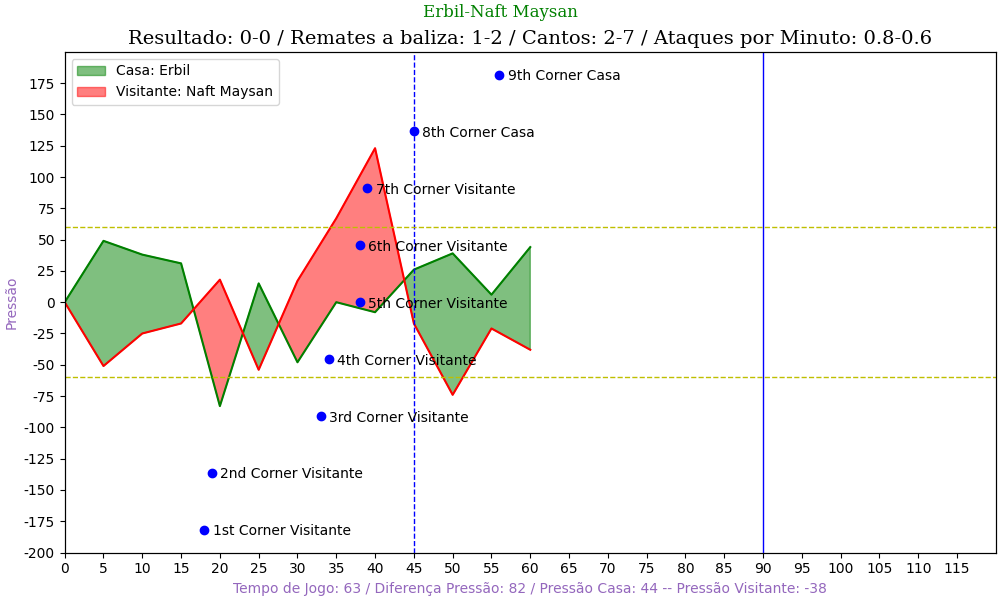 Erbil-Naft Maysan
Resultado: 0-0 / Remates a baliza: 1-2 / Cantos: 2-7 / Ataques por Minuto: 0.8-0.6
Casa: Erbil
Visitante: Naft Maysan
9th Corner Casa
8th Corner Casa
7th Corner Visitante
6th Corner Visitante
5th Corner Visitante
4th Corner Visitante
3rd Corner Visitante
2nd Corner Visitante
1st Corner Visitante
Pressão
175
150
125
100
75
50
25
0
-25
-50
-75
-100
-125
-150
-175
-200
0 5 10 15 20 25 30 35 40 45 50 55 60 65 70 75 80 85 90 95 100 105 110 115
Tempo de Jogo: 63 / Diferença Pressão: 82 / Pressão Casa: 44 -- Pressão Visitante: -38